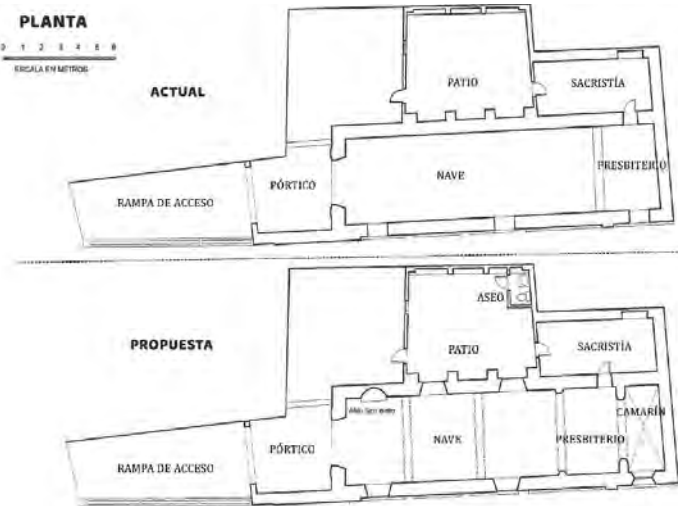 PLANTA
0 1 2 3 4 5 6
ESCALA EN METROS
ACTUAL
PATIO
SACRISTÍA
PRESBITERIO
NAVE
PÓRTICO
RAMPA DE ACCESO
ASEO
PROPUESTA
PATIO
SACRISTÍA
CAMARÍN
PÓRTICO
NAVE
PRESBITERIO
RAMPA DE ACCESO